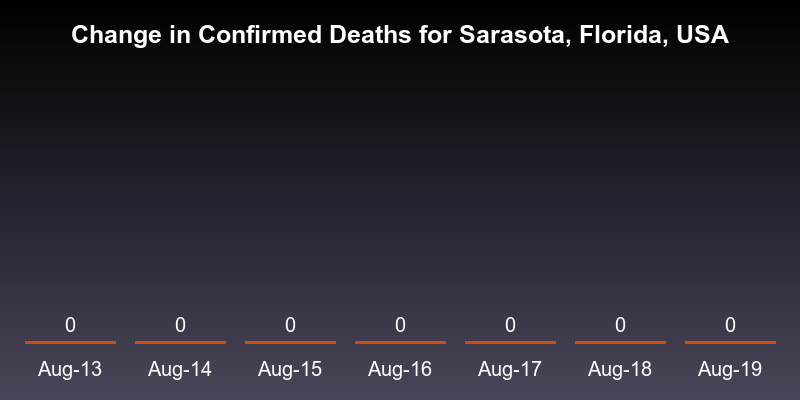 Change in Confirmed Deaths for Sarasota, Florida, USA
0 0 0 0 0 0 0
Aug-13 Aug-14 Aug-15 Aug-16 Aug-17 Aug-18 Aug-19